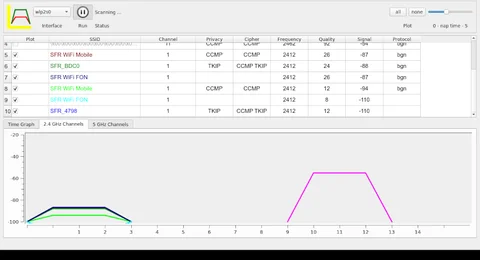 wlp2s0 Scanning ... all none
Interface Run Status Plot 0 - nap time - 5
Plot SSID Channel Privacy Cipher Frequency Quality Signal Protocol
4 11 CCMP CCMP 2462 92 -94 bgn
5 SFR WiFi Mobile 1 CCMP CCMP 2412 26 -87 bgn
6 SFR_BDC0 1 TKIP CCMP TKIP 2412 24 -88 bgn
7 SFR WiFi FON 1 2412 26 -87 bgn
8 SFR WiFi Mobile 1 CCMP CCMP 2412 12 -94 bgn
9 SFR WiFi FON 1 2412 8 -110
10 SFR_4798 1 TKIP CCMP TKIP 2412 12 -110
Time Graph 2.4 GHz Channels 5 GHz Channels
-20
-40
-60
-80
-100
1 2 3 4 5 6 7 8 9 10 11 12 13 14